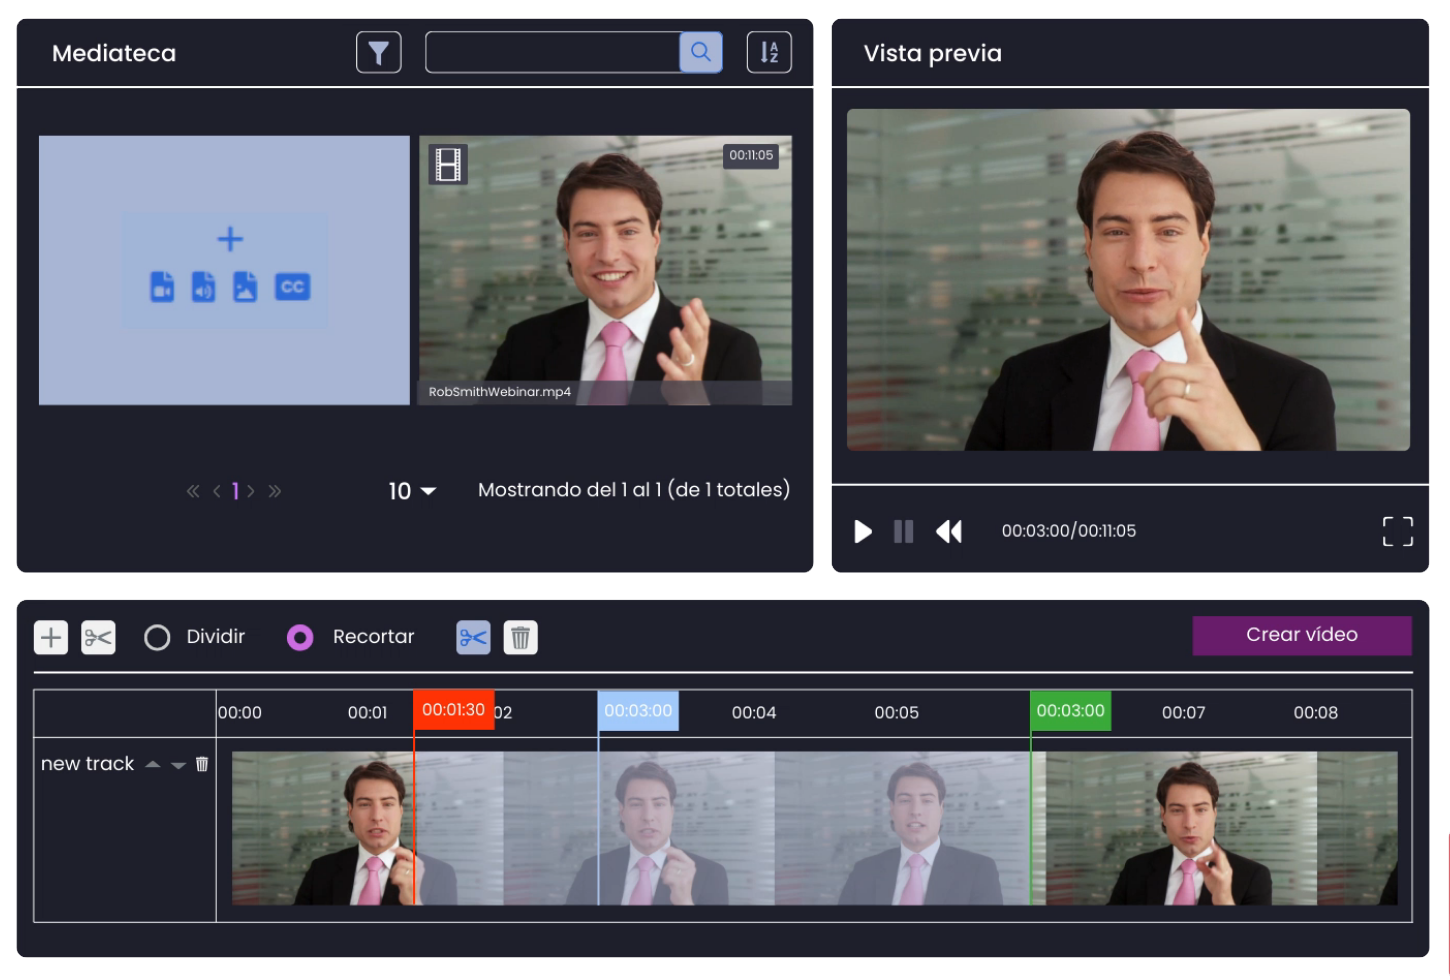 Mediateca
A
Z
Vista previa
00:11:05
CC
RobSmithWebinar.mp4
« < 1 > »
10
Mostrando del 1 al 1 (de 1 totales)
00:03:00/00:11:05
Dividir
Recortar
Crear vídeo
00:00 00:01 00:01:30 02 00:03:00 00:04 00:05 00:03:00 00:07 00:08
new track